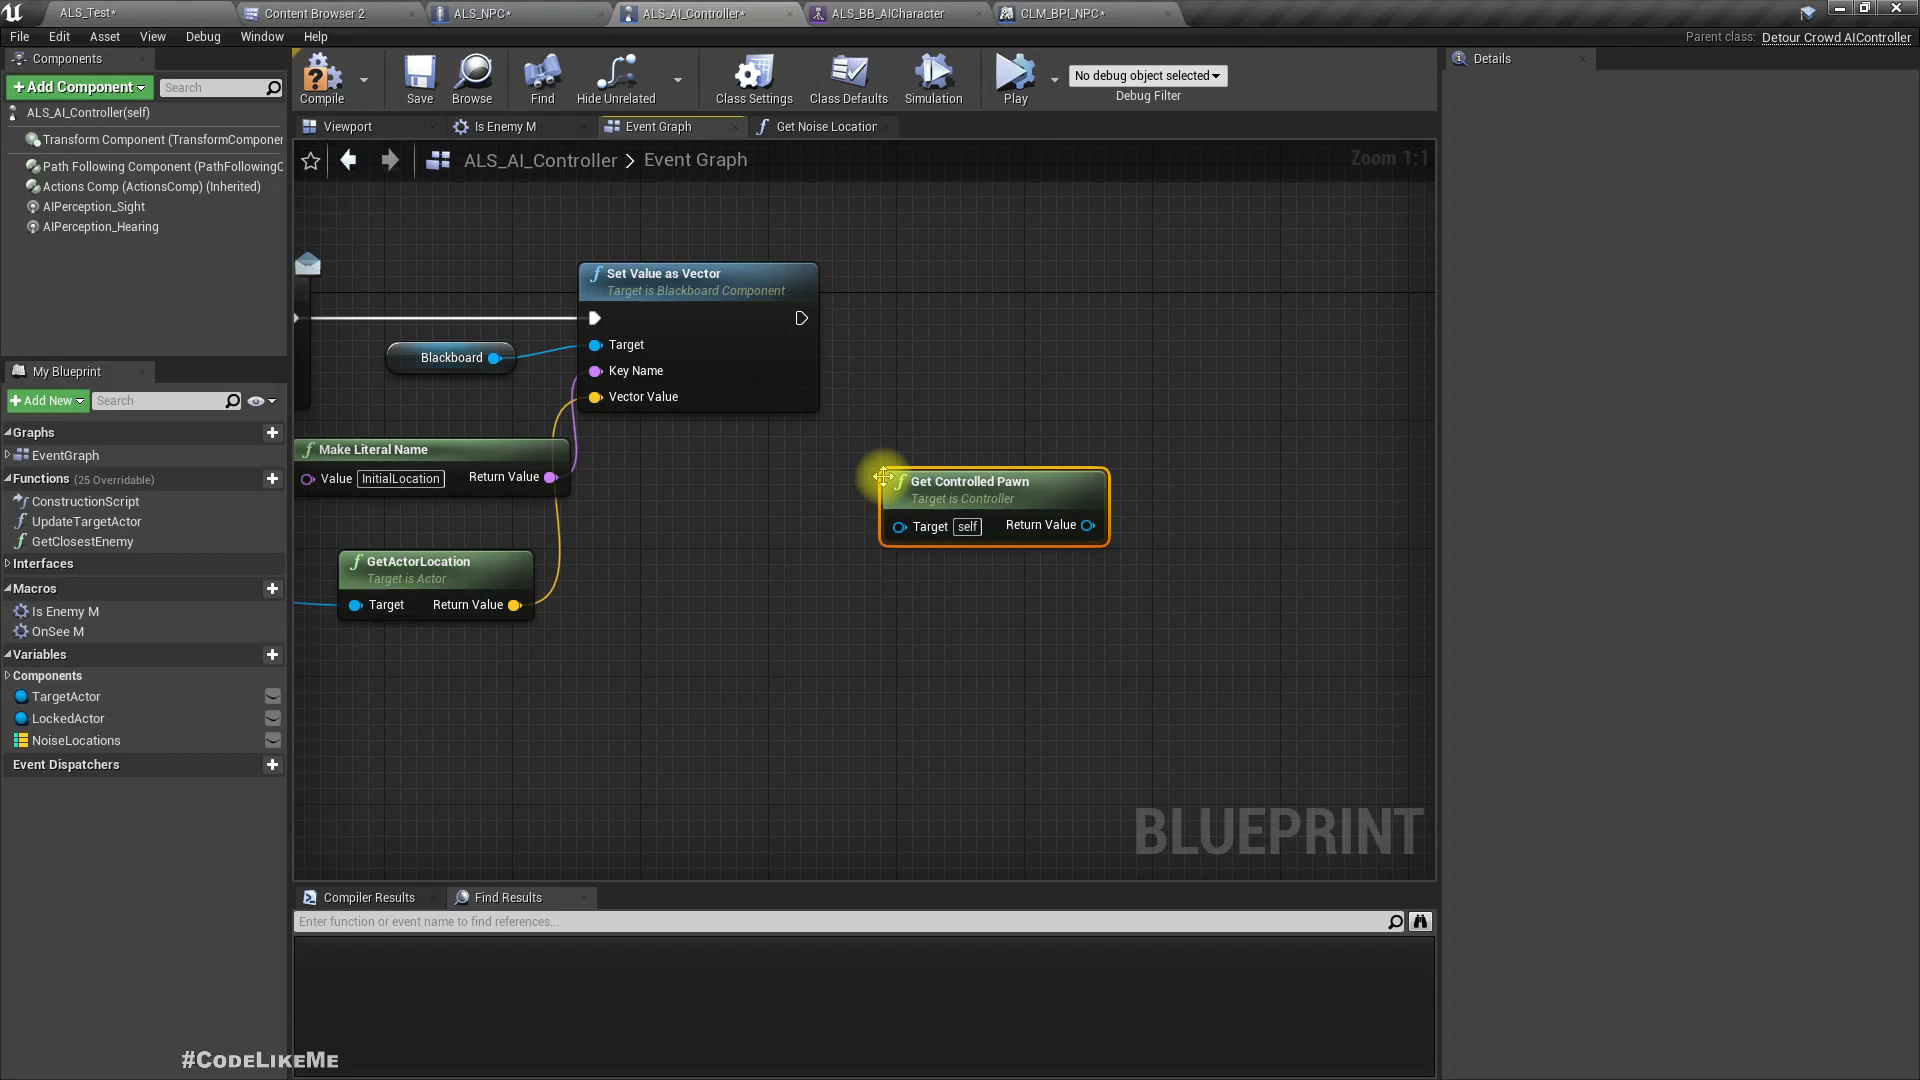 ALS_Test*
Content Browser 2
ALS_NPC*
ALS_AI_Controller*
ALS_BB_AICharacter
CLM_BPI_NPC*
File Edit Asset View Debug Window Help
Parent class: Detour Crowd AIController
Components
+Add Component
Search
ALS_AI_Controller(self)
Transform Component (TransformComponer
Path Following Component (PathFollowingC
Actions Comp (ActionsComp) (Inherited)
AIPerception_Sight
AIPerception_Hearing
Compile
Save
Browse
Find
Hide Unrelated
Class Settings
Class Defaults
Simulation
Play
No debug object selected
Debug Filter
Details
Viewport
Is Enemy M
Event Graph
Get Noise Location
ALS_AI_Controller > Event Graph
Zoom 1:1
Set Value as Vector
Target is Blackboard Component
Target
Key Name
Vector Value
Blackboard
Make Literal Name
Value InitialLocation Return Value
GetActorLocation
Target is Actor
Target Return Value
Get Controlled Pawn
Target is Controller
Target self Return Value
BLUEPRINT
My Blueprint
+Add New
Search
Graphs
EventGraph
Functions (25 Overridable)
ConstructionScript
UpdateTargetActor
GetClosestEnemy
Interfaces
Macros
Is Enemy M
OnSee M
Variables
Components
TargetActor
LockedActor
NoiseLocations
Event Dispatchers
Compiler Results
Find Results
Enter function or event name to find references...
#CodeLikeMe